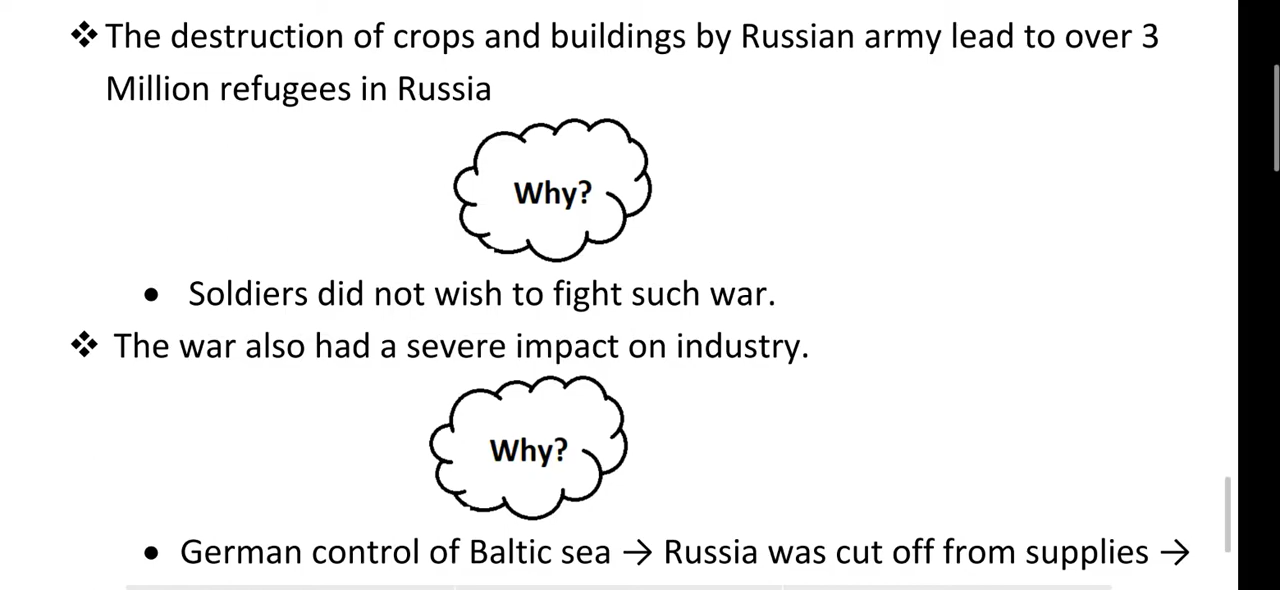 ❖ The destruction of crops and buildings by Russian army lead to over 3
Million refugees in Russia
Why?
• Soldiers did not wish to fight such war.
❖ The war also had a severe impact on industry.
Why?
• German control of Baltic sea → Russia was cut off from supplies →